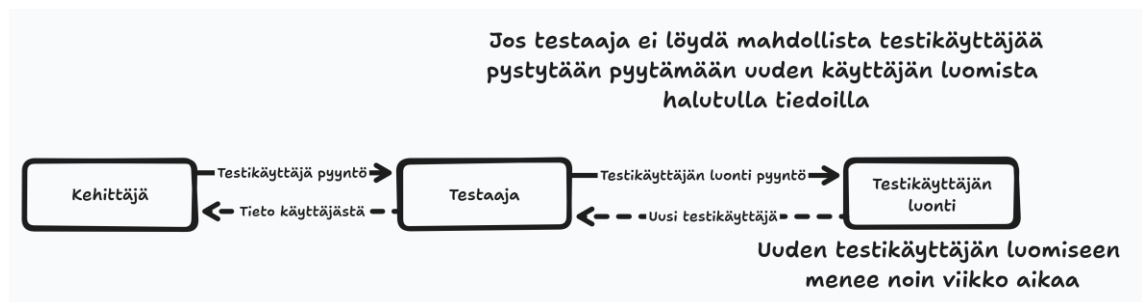 Jos testaaja ei löydä mahdollista testikäyttäjää
pystytään pyytämään uuden käyttäjän luomista
halutulla tiedoilla
Kehittäjä
Testikäyttäjä pyyntö
Tieto käyttäjästä
Testaaja
Testikäyttäjän luonti pyyntö
Uusi testikäyttäjä
Testikäyttäjän
luonti
Uuden testikäyttäjän luomiseen
menee noin viikko aikaa